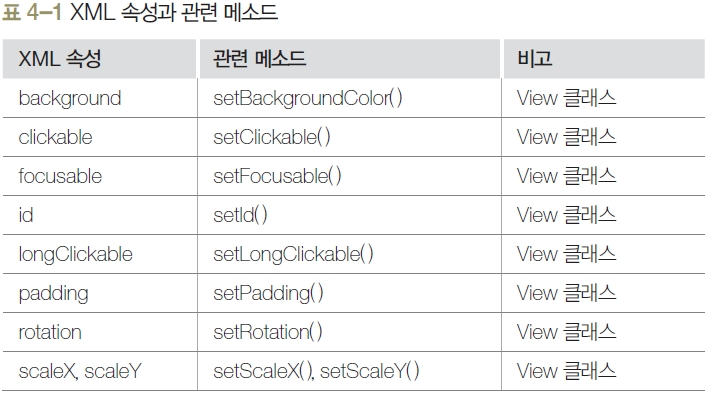 표 4-1 XML 속성과 관련 메소드
XML 속성 관련 메소드 비고
background setBackgroundColor() View 클래스
clickable setClickable() View 클래스
focusable setFocusable() View 클래스
id setId() View 클래스
longClickable setLongClickable() View 클래스
padding setPadding() View 클래스
rotation setRotation() View 클래스
scaleX, scaleY setScaleX(), setScaleY() View 클래스